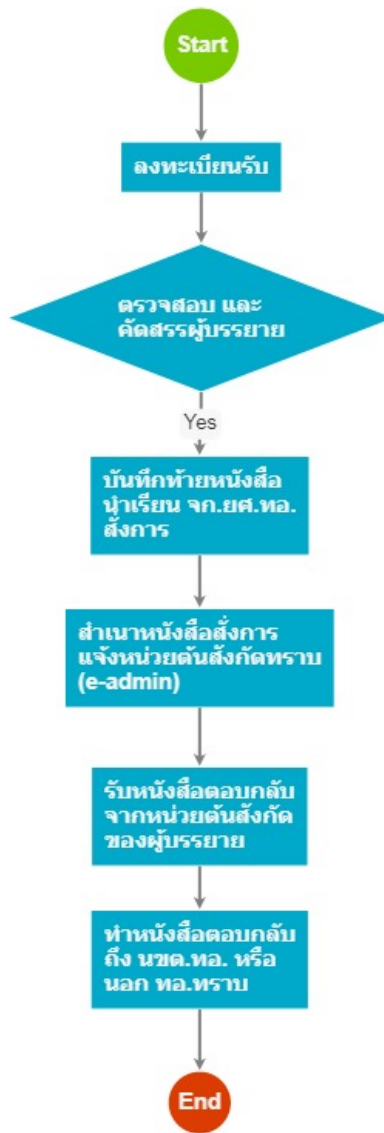 Start
ลงทะเบียนรับ
ตรวจสอบ และ
คัดสรรผู้บรรยาย
Yes
บันทึกท้ายหนังสือ
นำเรียน จก.ยศ.ทอ.
สั่งการ
สำเนาหนังสือสั่งการ
แจ้งหน่วยต้นสังกัดทราบ
(e-admin)
รับหนังสือตอบกลับ
จากหน่วยต้นสังกัด
ของผู้บรรยาย
ทำหนังสือตอบกลับ
ถึง นขต.ทอ. หรือ
นอก ทอ.ทราบ
End